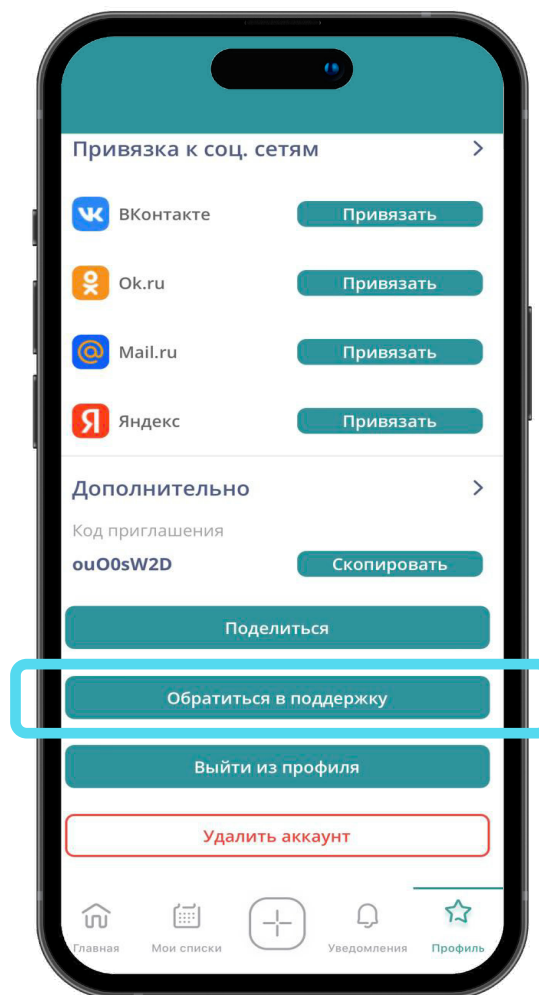 Привязка к соц. сетям
ВКонтакте
Привязать
Ok.ru
Привязать
Mail.ru
Привязать
Яндекс
Привязать
Дополнительно
Код приглашения
ouO0sW2D
Скопировать
Поделиться
Обратиться в поддержку
Выйти из профиля
Удалить аккаунт
Главная
Мои списки
Уведомления
Профиль